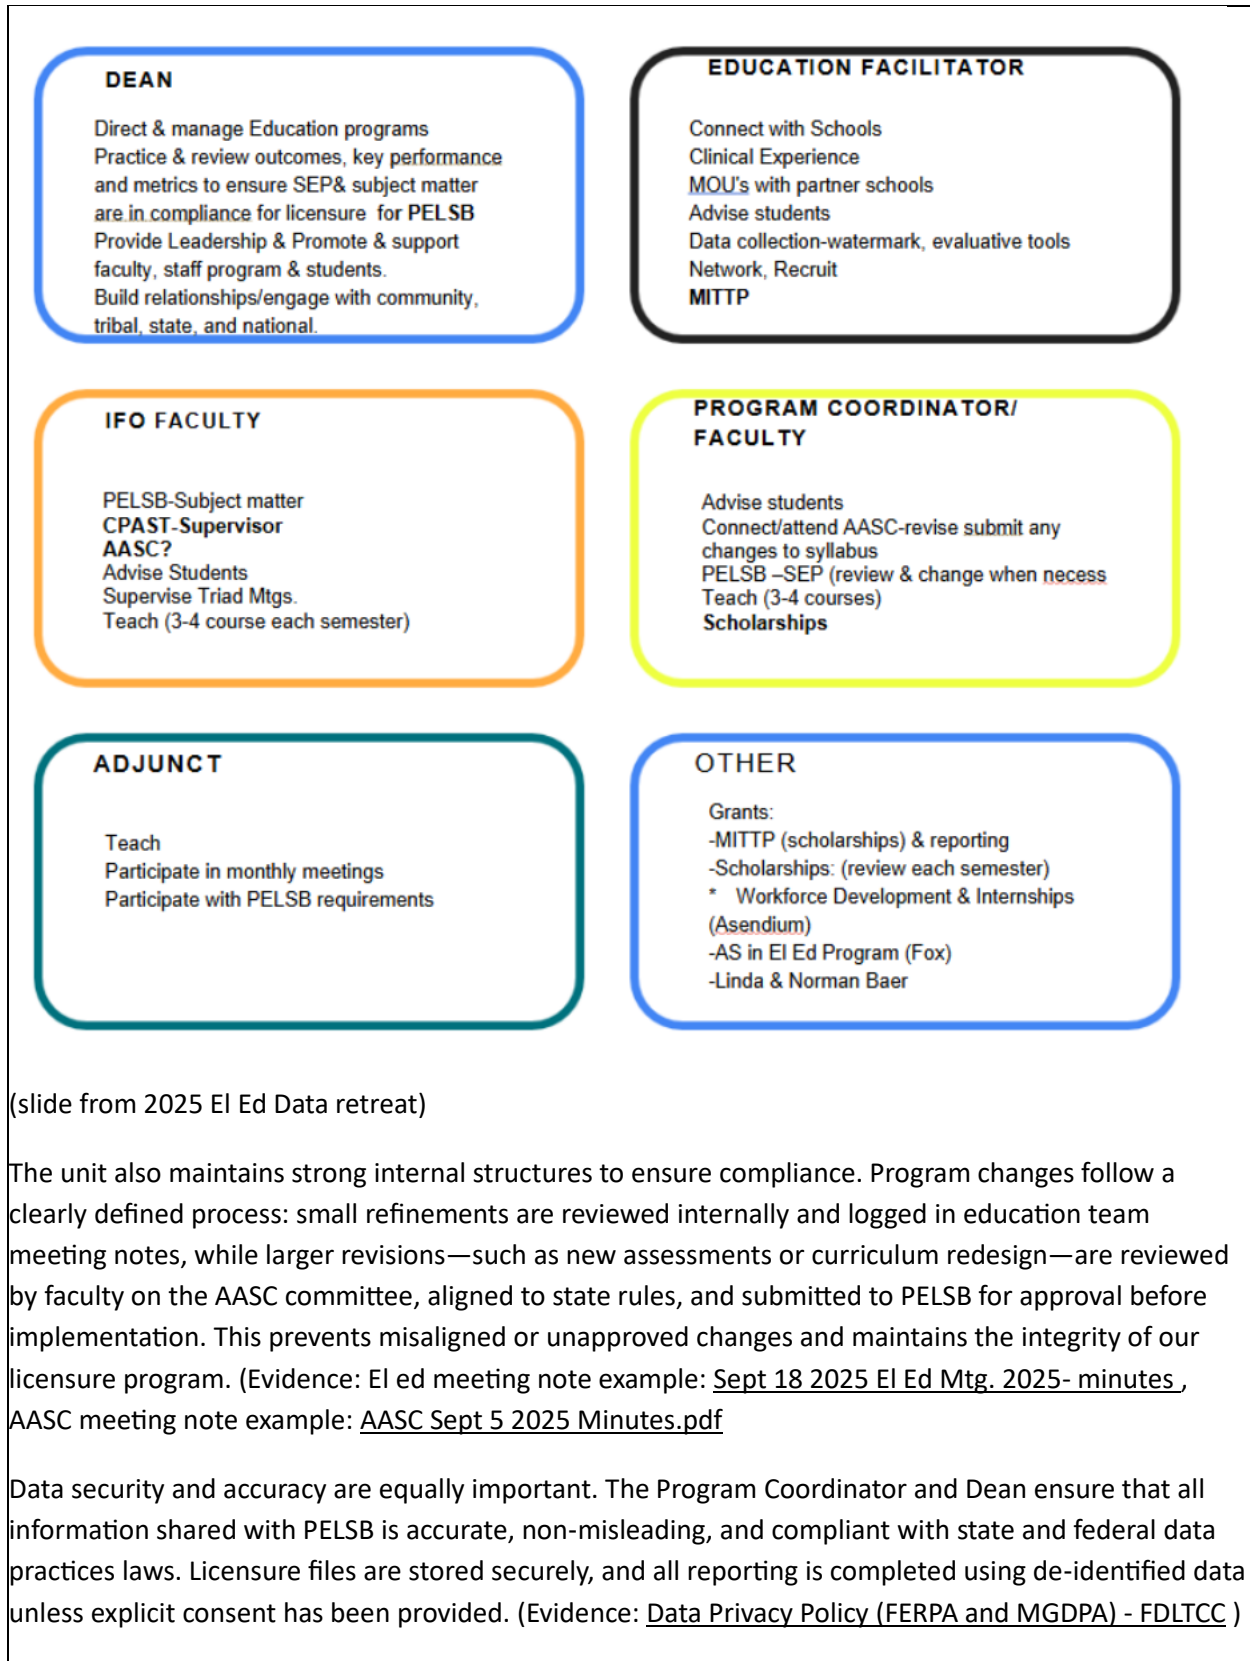 DEAN
Direct & manage Education programs
Practice & review outcomes, key performance
and metrics to ensure SEP& subject matter
are in compliance for licensure  for PELSB
Provide Leadership & Promote & support
faculty, staff program & students.
Build relationships/engage with community,
tribal, state, and national.
EDUCATION FACILITATOR
Connect with Schools
Clinical Experience
MOU's with partner schools
Advise students
Data collection-watermark, evaluative tools
Network, Recruit
MITTP
IFO FACULTY
PELSB-Subject matter
CPAST-Supervisor
AASC?
Advise Students
Supervise Triad Mtgs.
Teach (3-4 course each semester)
PROGRAM COORDINATOR/
FACULTY
Advise students
Connect/attend AASC-revise submit any
changes to syllabus
PELSB –SEP (review & change when necess
Teach (3-4 courses)
Scholarships
ADJUNCT
Teach
Participate in monthly meetings
Participate with PELSB requirements
OTHER
Grants:
-MITTP (scholarships) & reporting
-Scholarships: (review each semester)
*   Workforce Development & Internships
(Asendium)
-AS in El Ed Program (Fox)
-Linda & Norman Baer
(slide from 2025 El Ed Data retreat)
The unit also maintains strong internal structures to ensure compliance. Program changes follow a
clearly defined process: small refinements are reviewed internally and logged in education team
meeting notes, while larger revisions—such as new assessments or curriculum redesign—are reviewed
by faculty on the AASC committee, aligned to state rules, and submitted to PELSB for approval before
implementation. This prevents misaligned or unapproved changes and maintains the integrity of our
licensure program. (Evidence: El ed meeting note example: Sept 18 2025 El Ed Mtg. 2025- minutes ,
AASC meeting note example: AASC Sept 5 2025 Minutes.pdf
Data security and accuracy are equally important. The Program Coordinator and Dean ensure that all
information shared with PELSB is accurate, non-misleading, and compliant with state and federal data
practices laws. Licensure files are stored securely, and all reporting is completed using de-identified data
unless explicit consent has been provided. (Evidence: Data Privacy Policy (FERPA and MGDPA) - FDLTCC )